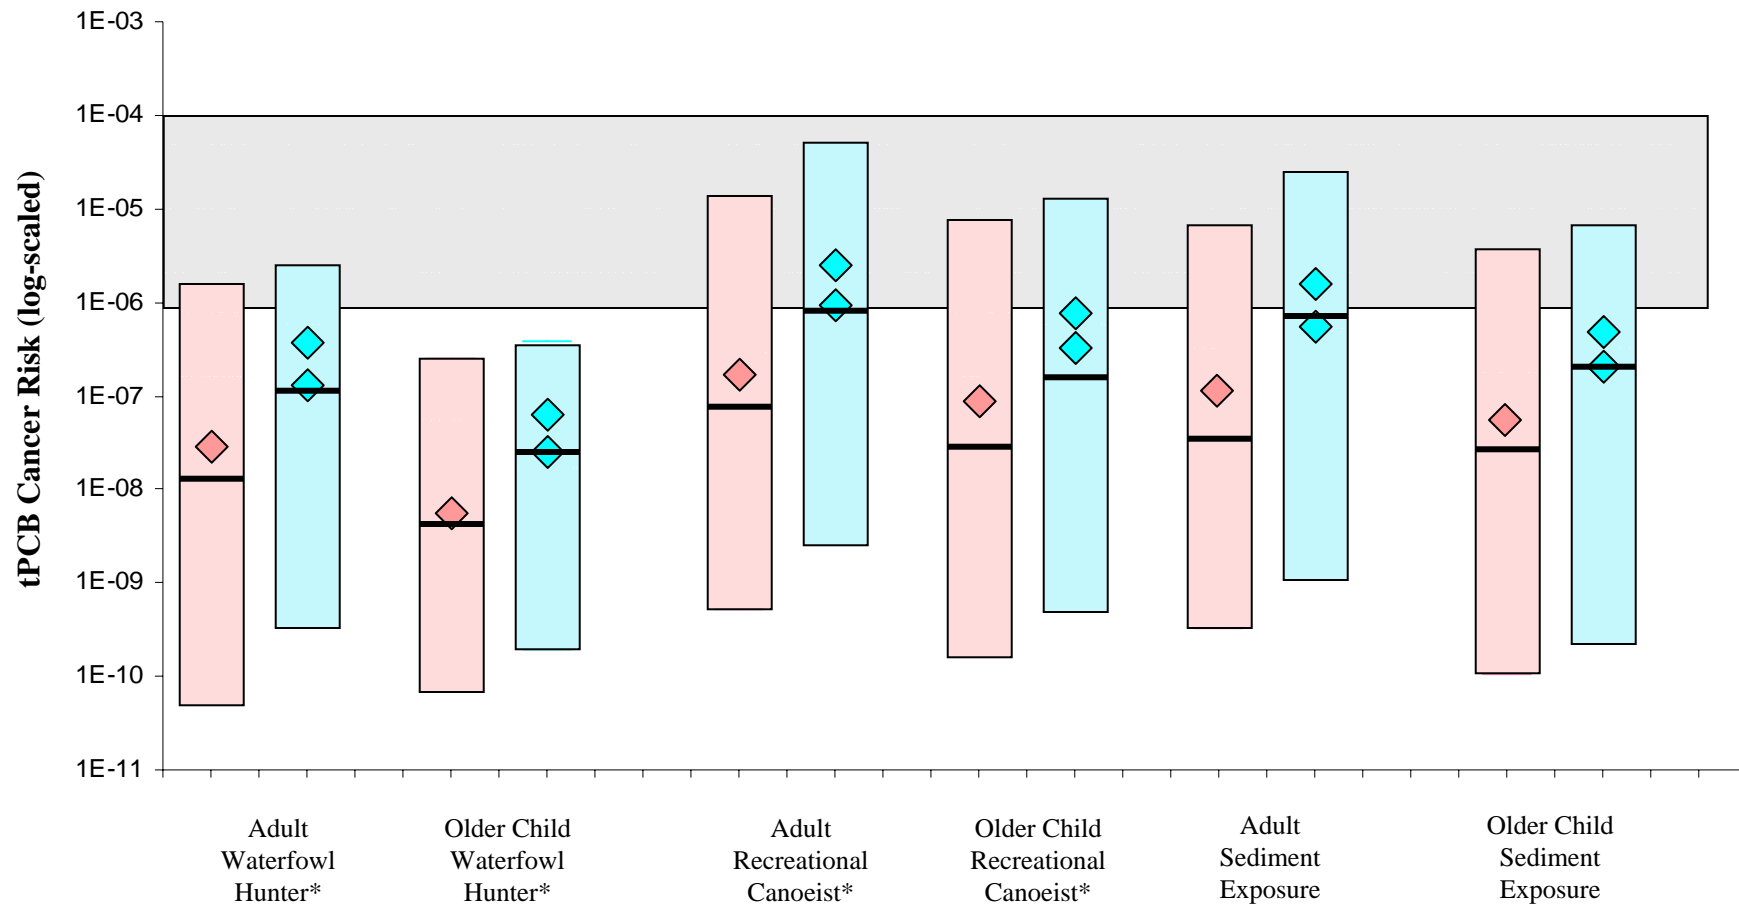 tPCB Cancer Risk (log-scaled)
1E-03
1E-04
1E-05
1E-06
1E-07
1E-08
1E-09
1E-10
1E-11
Adult
Waterfowl
Hunter*
Older Child
Waterfowl
Hunter*
Adult
Recreational
Canoeist*
Older Child
Recreational
Canoeist*
Adult
Sediment
Exposure
Older Child
Sediment
Exposure